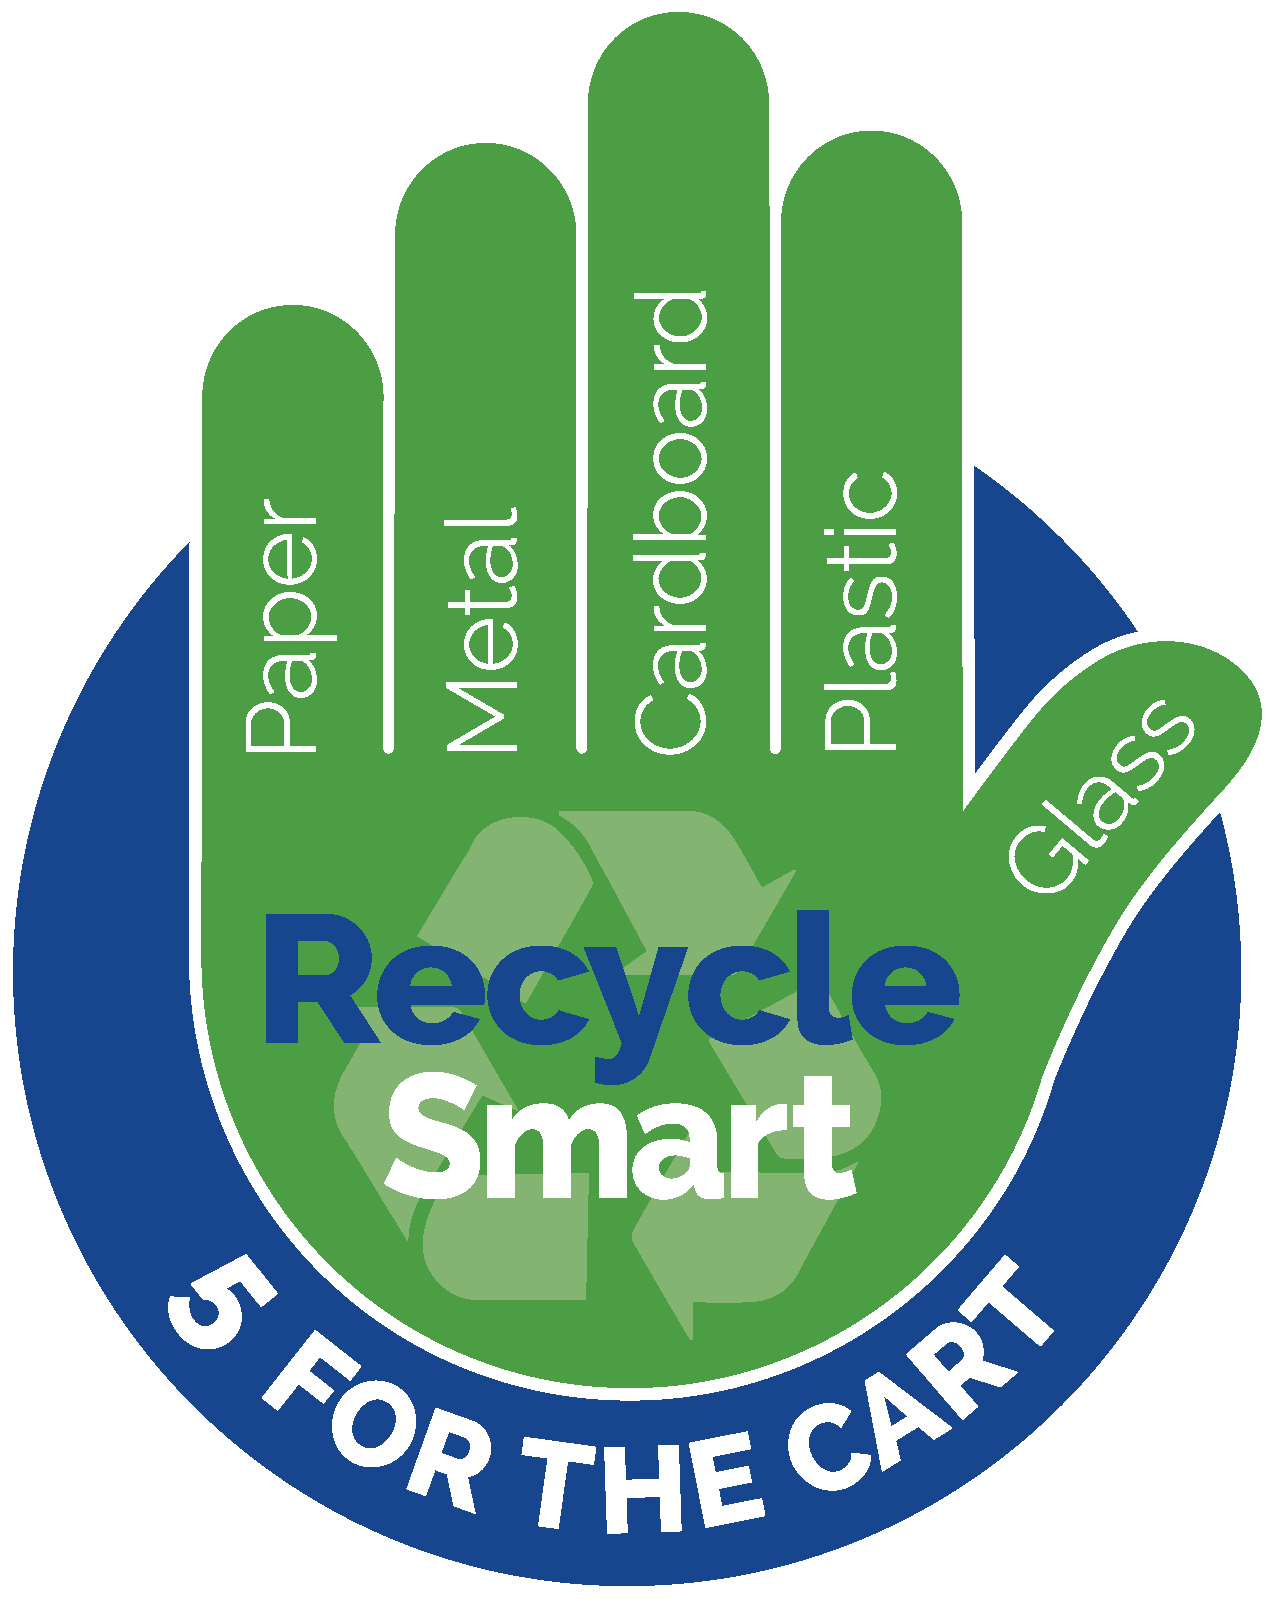 Paper
Metal
Cardboard
Plastic
Glass
Recycle
Smart
5 FOR THE CART